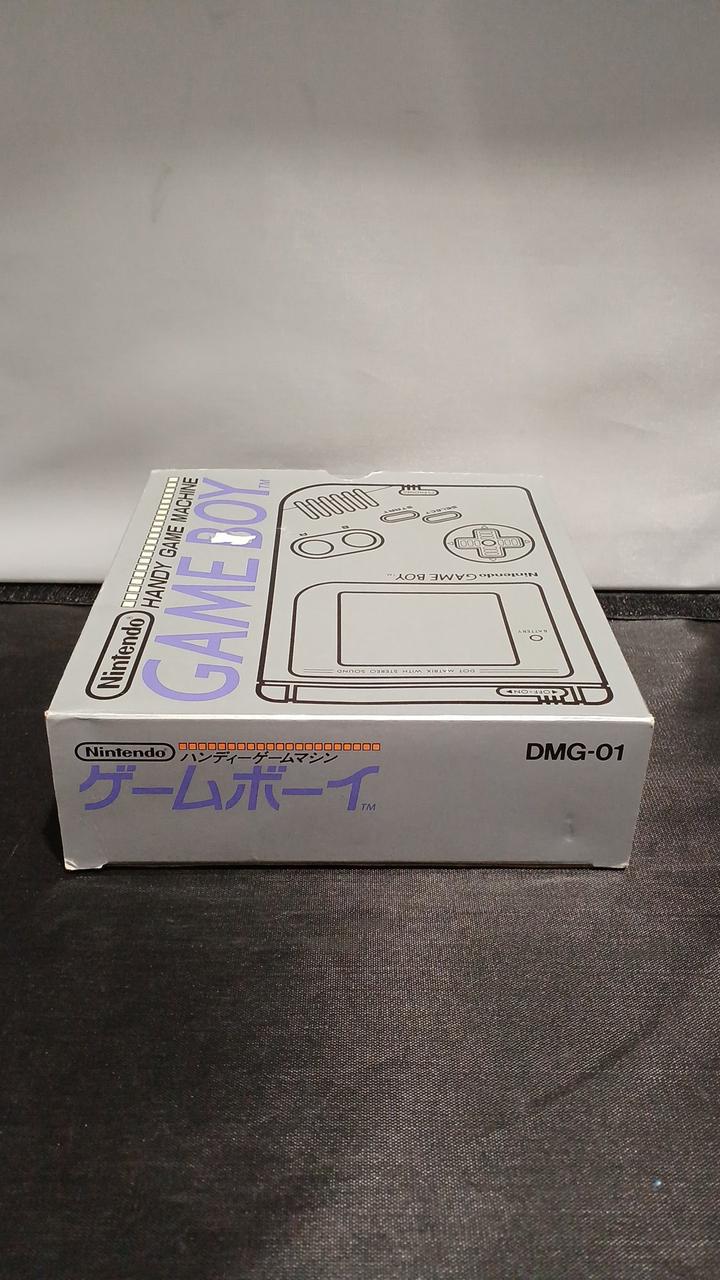 Nintendo
HANDY GAME MACHINE
GAME BOY™
PHONES
START
SELECT
A
B
Nintendo GAME BOY™
BATTERY
DOT MATRIX WITH STEREO SOUND
◀OFF•ON▶
Nintendo
ハンディーゲームマシン
ゲームボーイ™
DMG-01